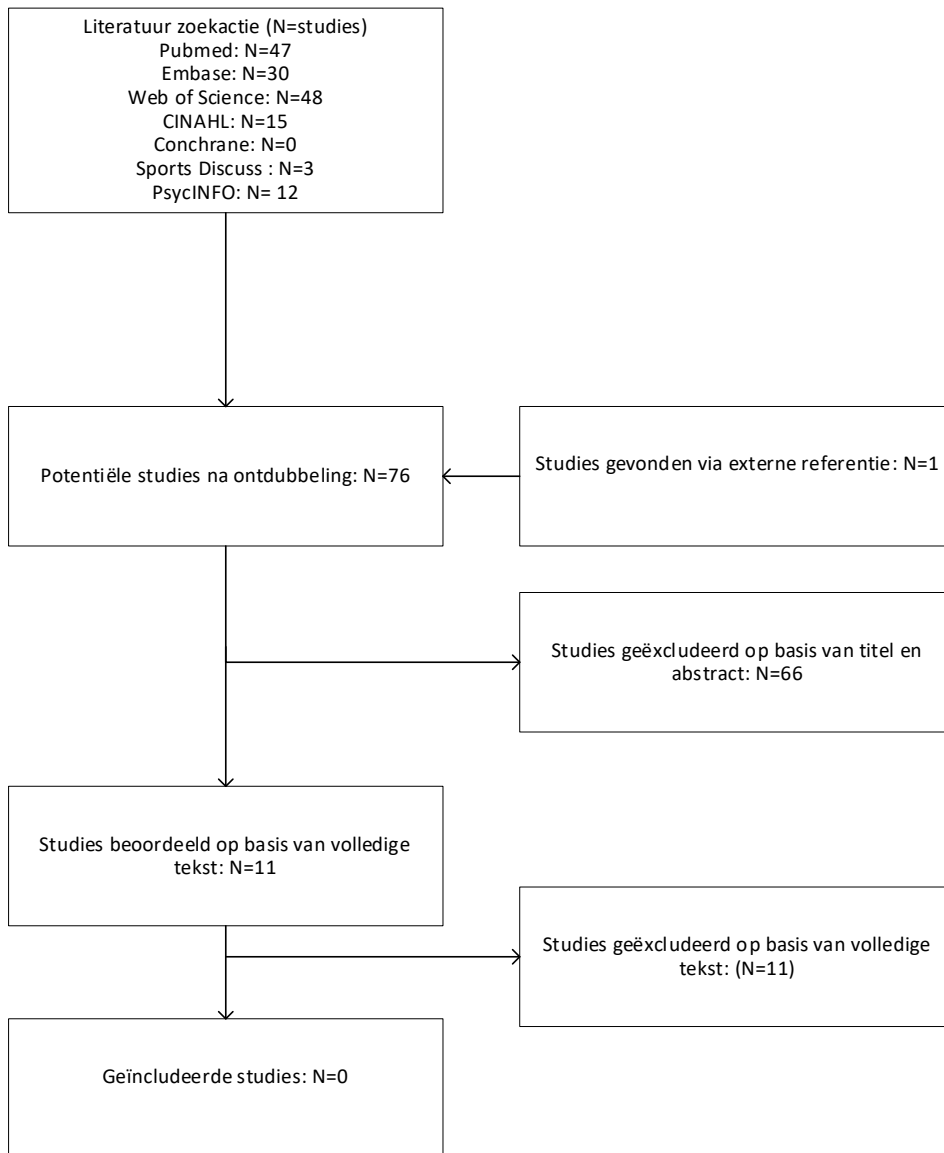 Literatuur zoekactie (N=studies)
Pubmed: N=47
Embase: N=30
Web of Science: N=48
CINAHL: N=15
Conchrane: N=0
Sports Discuss : N=3
PsycINFO: N= 12
Potentiële studies na ontdubbeling: N=76
Studies gevonden via externe referentie: N=1
Studies geëxcludeerd op basis van titel en
abstract: N=66
Studies beoordeeld op basis van volledige
tekst: N=11
Studies geëxcludeerd op basis van volledige
tekst: (N=11)
Geïncludeerde studies: N=0